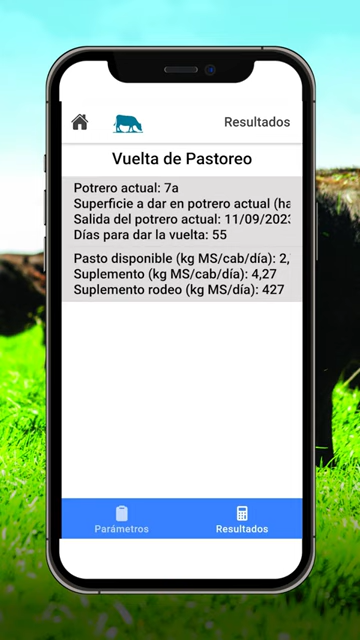 Resultados
Vuelta de Pastoreo
Potrero actual: 7a
Superficie a dar en potrero actual (ha
Salida del potrero actual: 11/09/202
Días para dar la vuelta: 55
Pasto disponible (kg MS/cab/día): 2,
Suplemento (kg MS/cab/día): 4,27
Suplemento rodeo (kg MS/día): 427
Parámetros
Resultados